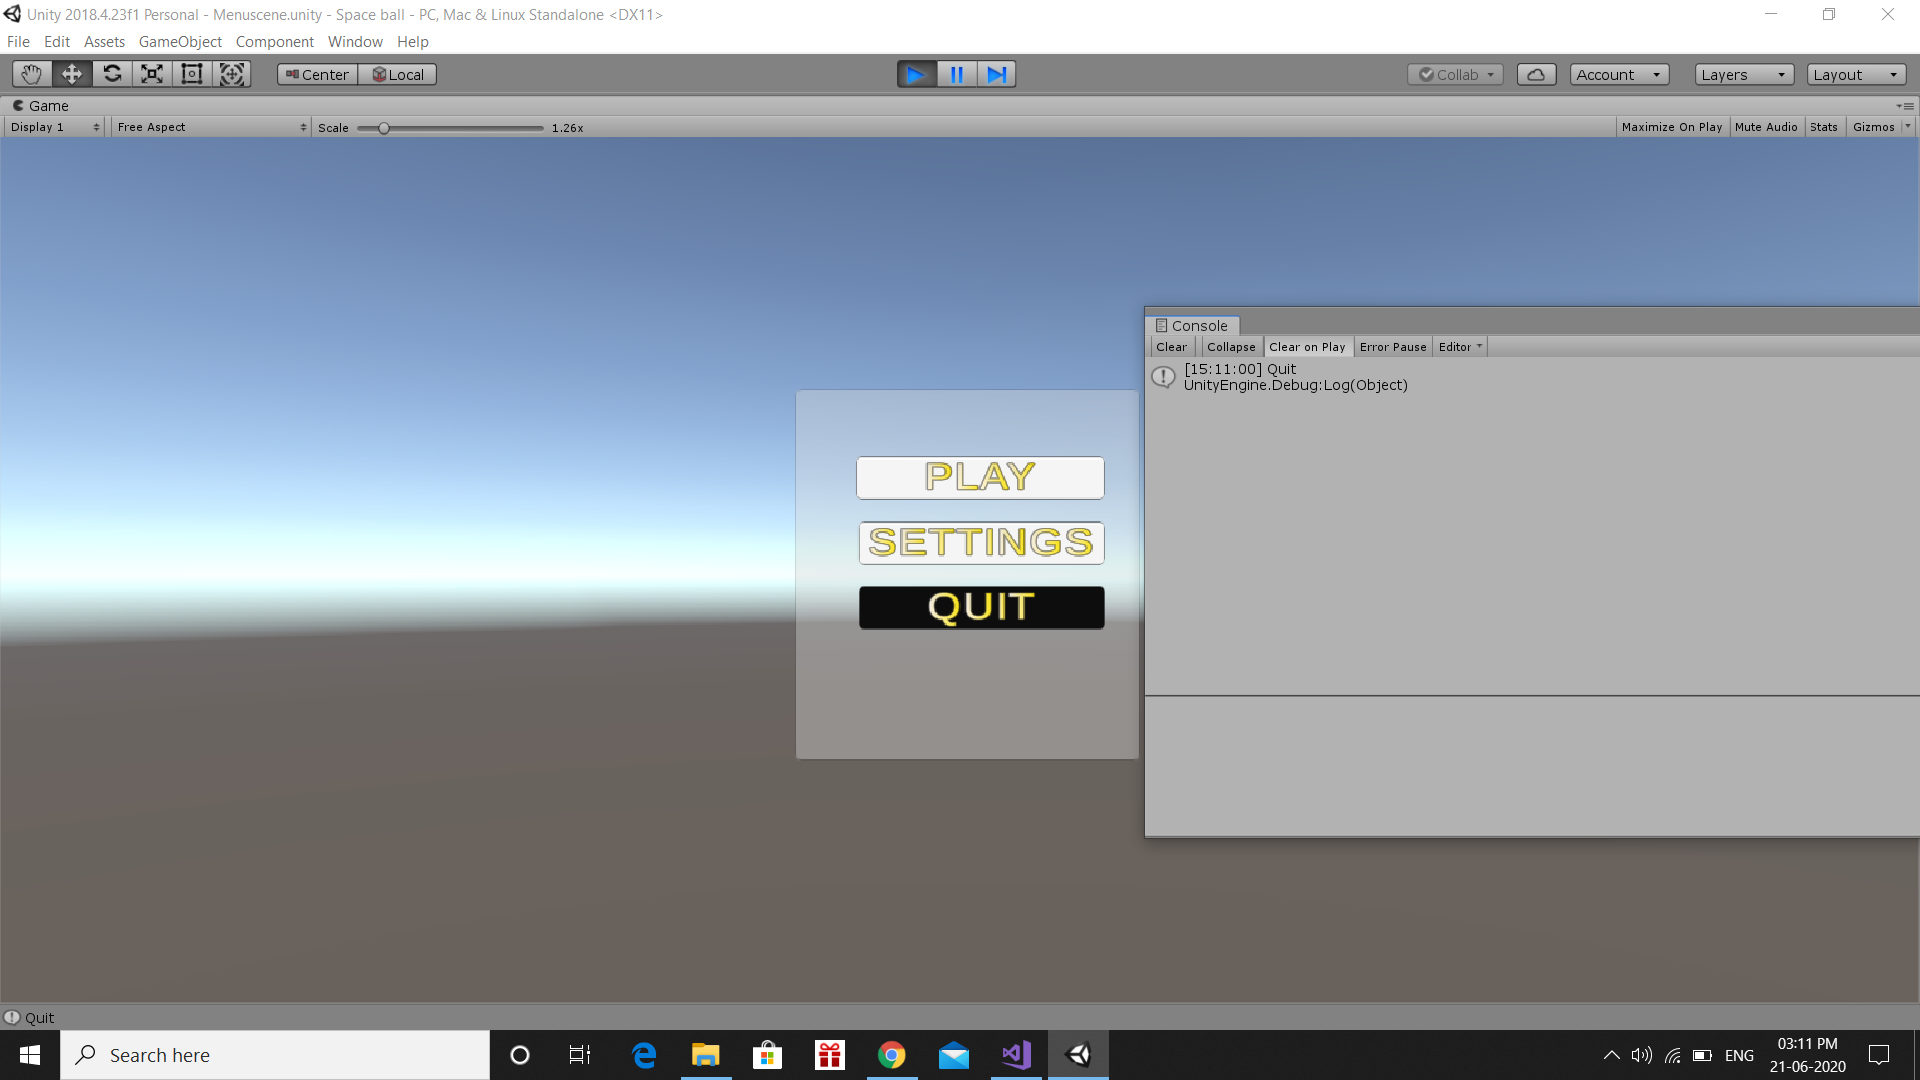 Unity 2018.4.23f1 Personal - Menuscene.unity - Space ball - PC, Mac & Linux Standalone <DX11>
File Edit Assets GameObject Component Window Help
Center Local Collab Account Layers Layout
Game
Display 1 Free Aspect Scale 1.26x Maximize On Play Mute Audio Stats Gizmos
Console
Clear Collapse Clear on Play Error Pause Editor
[15:11:00] Quit
UnityEngine.Debug:Log(Object)
PLAY
SETTINGS
QUIT
Quit
Search here
ENG
03:11 PM
21-06-2020